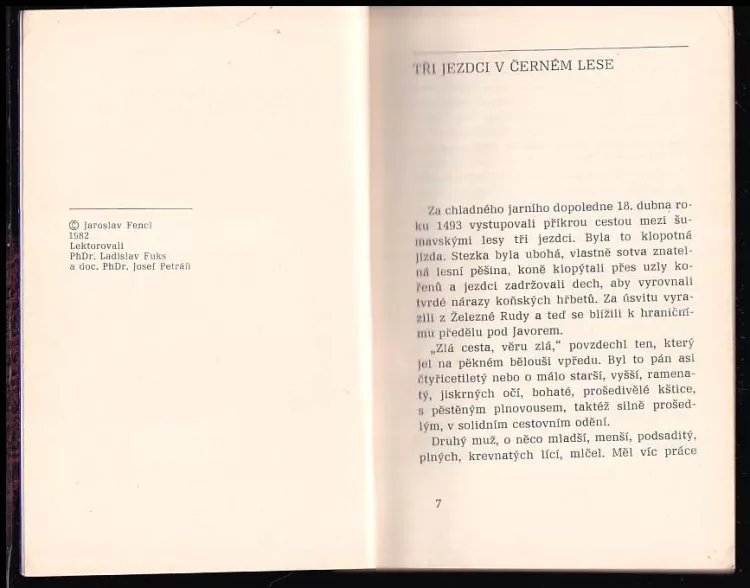 © Jaroslav Fencl
1982
Lektorovali
PhDr. Ladislav Fuks
a doc. PhDr. Josef Petráň
TŘI JEZDCI V ČERNÉM LESE
Za chladného jarního dopoledne 18. dubna ro-
ku 1493 vystupovali příkrou cestou mezi šu-
mavskými lesy tři jezdci. Byla to klopotná
jízda. Stezka byla ubohá, vlastně sotva znatel-
ná lesní pěšina, koně klopýtali přes uzly ko-
řenů a jezdci zadržovali dech, aby vyrovnali
tvrdé nárazy koňských hřbetů. Za úsvitu vyra-
zili z Železné Rudy a teď se blížili k hranični-
mu předělu pod Javorem.
„Zlá cesta, věru zlá,“ povzdechl ten, který
jel na pěkném bělouši vpředu. Byl to pán asi
čtyřicetiletý nebo o málo starší, vyšší, ramena-
tý, jiskrných očí, bohaté, prošedivělé kštice,
s pěstěným plnovousem, taktéž silně prošed-
lým, v solidním cestovním odění.
Druhý muž, o něco mladší, menší, podsaditý,
plných, krevnatých lící, mlčel. Měl víc práce
7